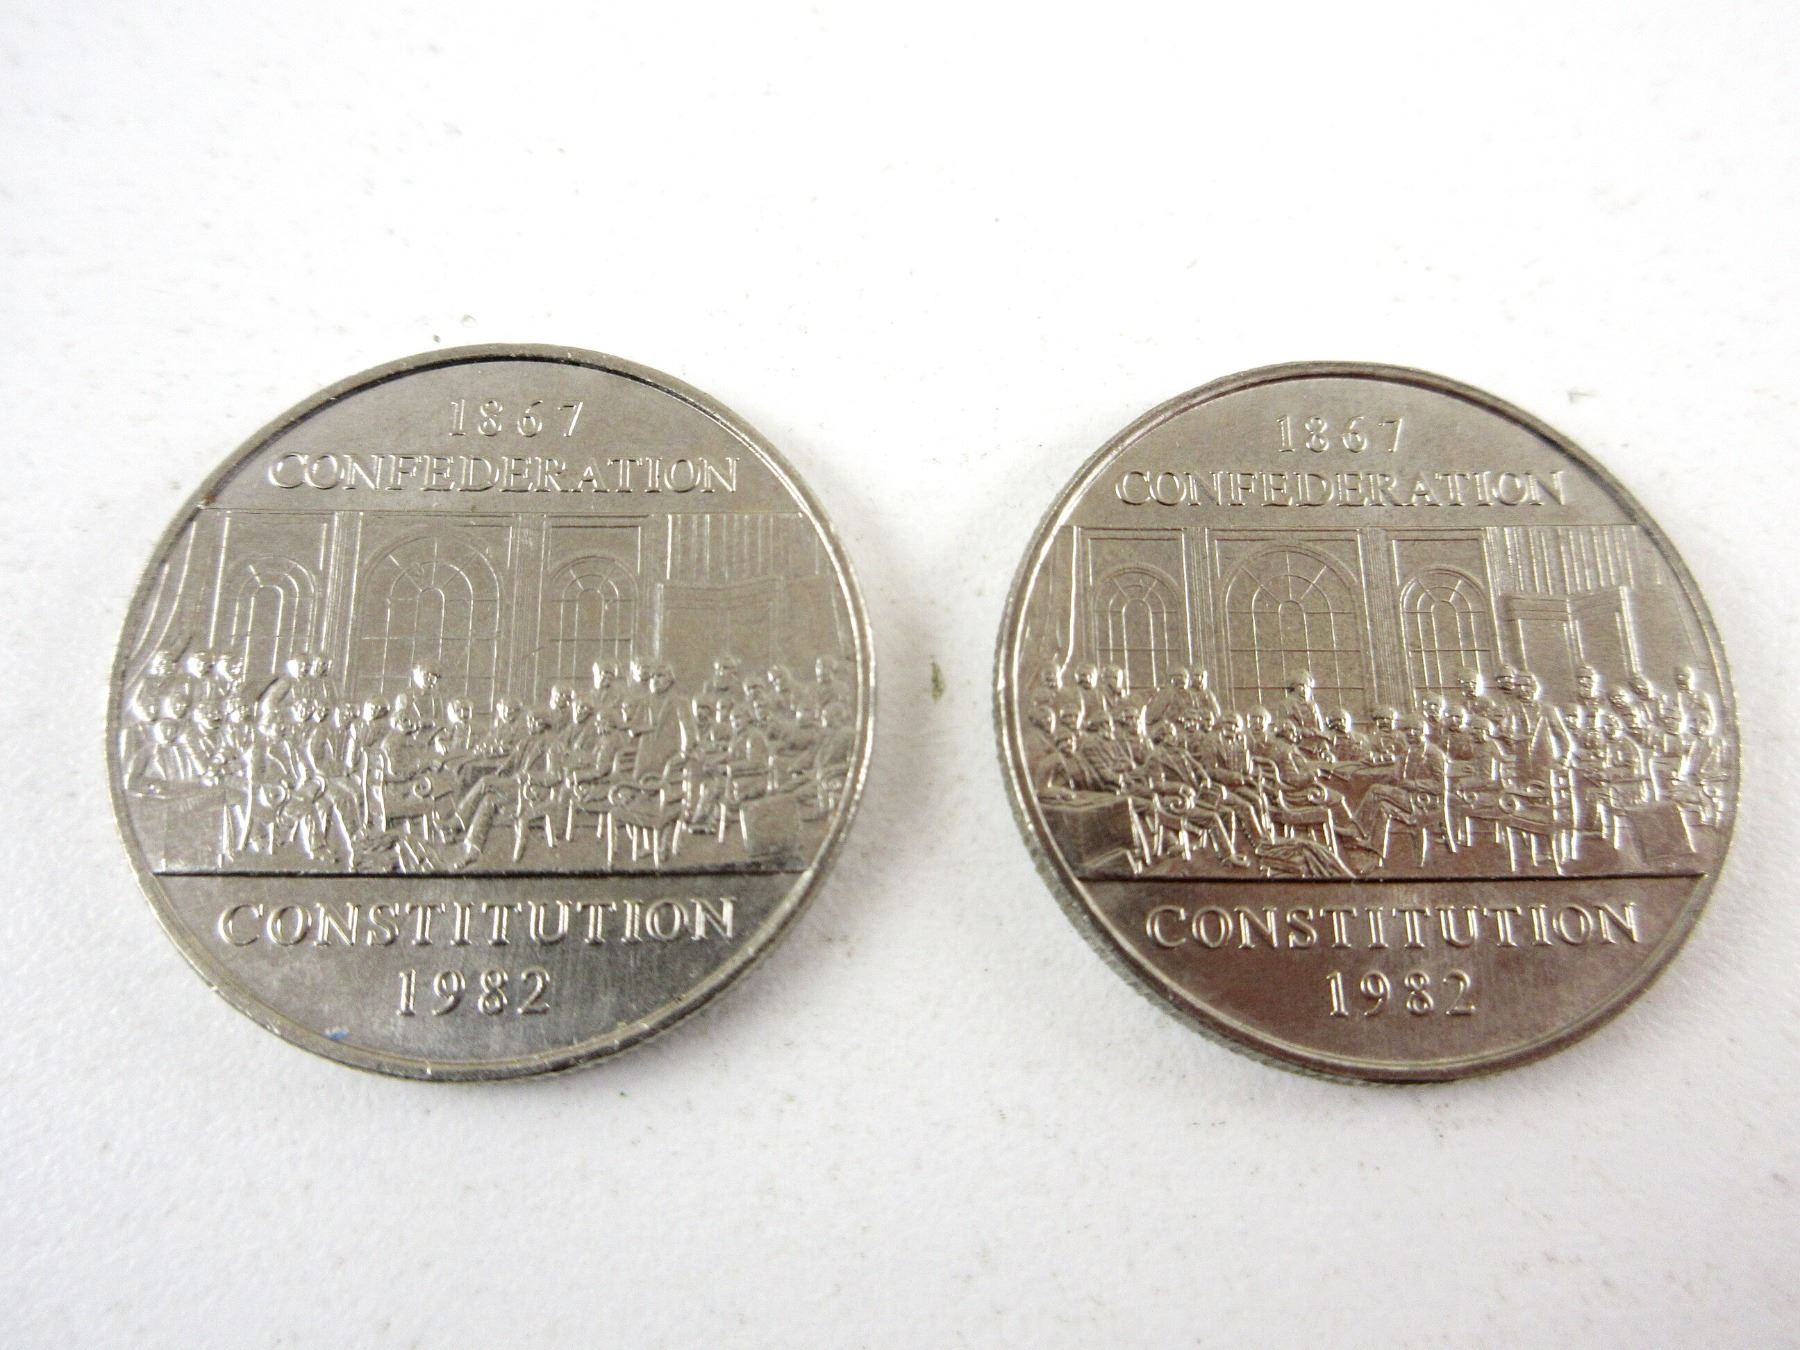 1867
CONFEDERATION
CONSTITUTION
1982
1867
CONFEDERATION
CONSTITUTION
1982